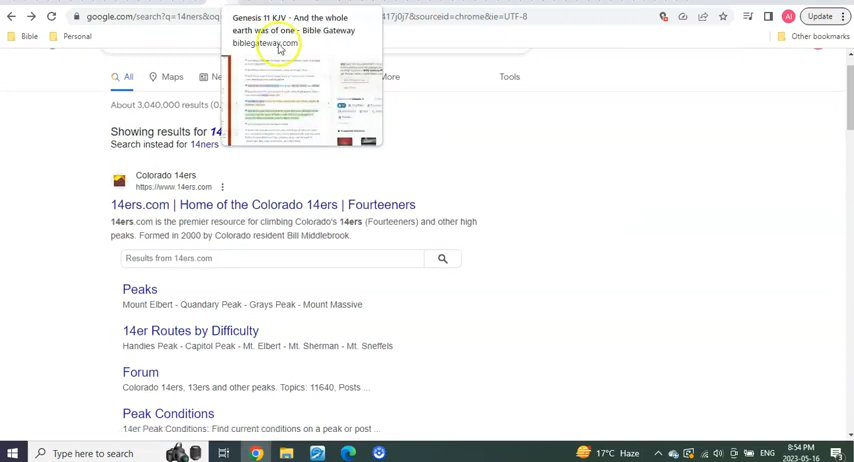 google.com/search?q=14ers&oq
417j0j7&sourceid=chrome&ie=UTF-8
AI
Update
Genesis 11 KJV - And the whole
earth was of one - Bible Gateway
biblegateway.com
Bible
Personal
Other bookmarks
All
Maps
Ne
More
Tools
About 3,040,000 results (0.
Showing results for 14
Search instead for 14ners
Colorado 14ers
https://www.14ers.com
14ers.com | Home of the Colorado 14ers | Fourteeners
14ers.com is the premier resource for climbing Colorado's 14ers (Fourteeners) and other high
peaks. Formed in 2000 by Colorado resident Bill Middlebrook.
Results from 14ers.com
Peaks
Mount Elbert - Quandary Peak - Grays Peak - Mount Massive
14er Routes by Difficulty
Handies Peak - Capitol Peak - Mt. Elbert - Mt. Sherman - Mt. Sneffels
Forum
Colorado 14ers, 13ers and other peaks. Topics: 11640, Posts ...
Peak Conditions
14er Peak Conditions: Find current conditions on a peak or post ...
Type here to search
17°C Haze
ENG
8:54 PM
2023-05-16
3